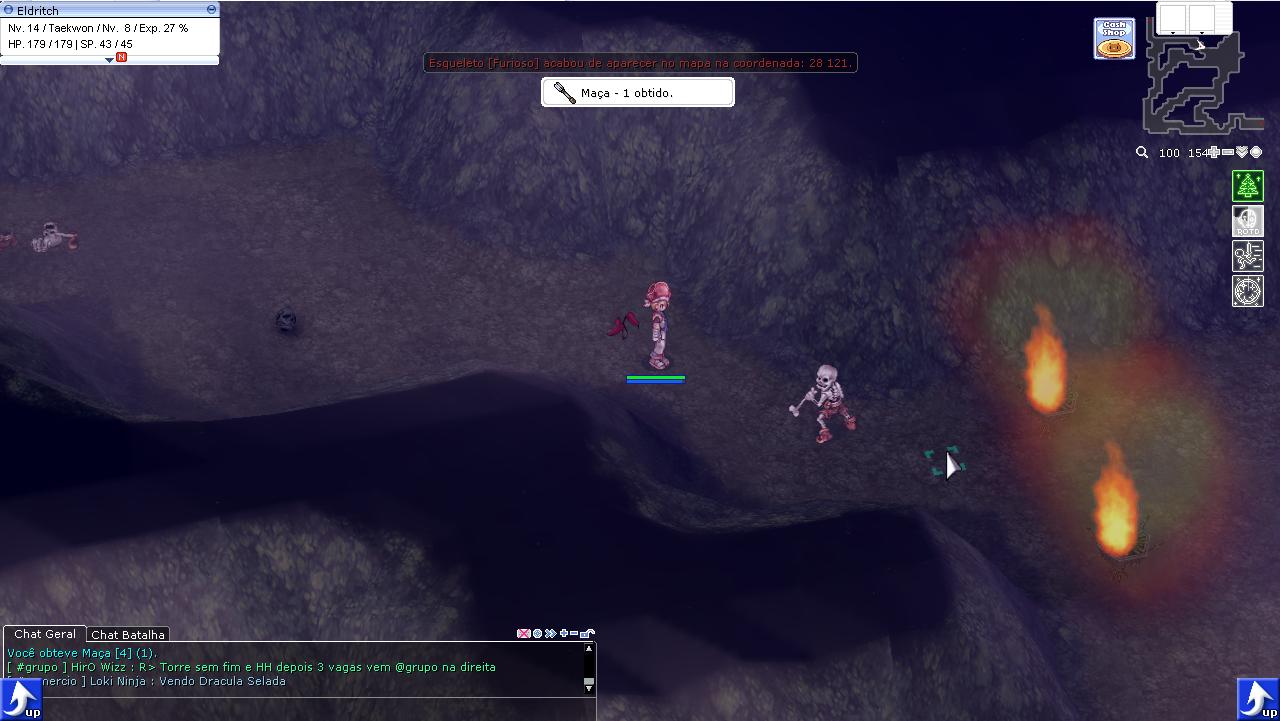 Eldritch
Nv. 14 / Taekwon / Nv. 8 / Exp. 27 %
HP. 179 / 179 | SP. 43 / 45
N
Cash Shop
Esqueleto [Furioso] acabou de aparecer no mapa na coordenada: 28 121.
Maça - 1 obtido.
100 154
ROTD
Chat Geral
Chat Batalha
Você obteve Maça [4] (1).
[ #grupo ] HirO Wizz : R> Torre sem fim e HH depois 3 vagas vem @grupo na direita
mercio ] Loki Ninja : Vendo Dracula Selada
up
up